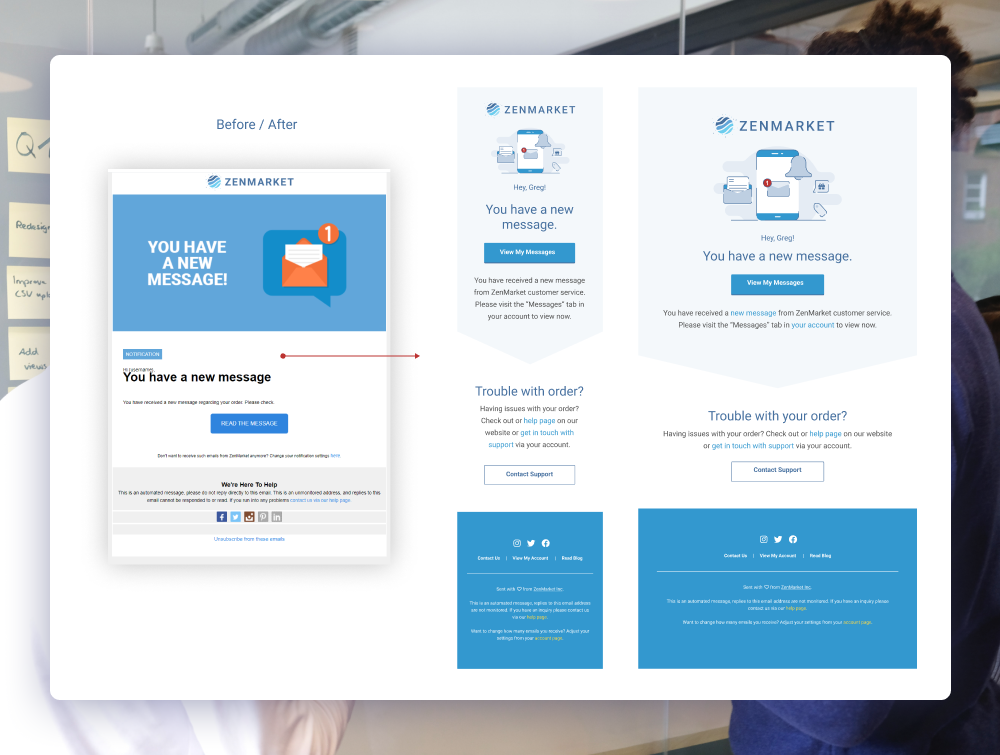 Before / After
Redesign
Add
ZENMARKET
YOU HAVE
A NEW
MESSAGE!
1
NOTIFICATION
Hi {username},
You have a new message
You have received a new message regarding your order. Please check.
READ THE MESSAGE
Don't want to receive such emails from ZenMarket anymore? Change your notification settings here
We're Here To Help
This is an automated message, please do not reply directly to this email. This is an unmonitored address, and replies to this
email cannot be responded to or read. If you run into any problems contact us via our help page.
Unsubscribe from these emails
ZENMARKET
1
Hey, Greg!
You have a new
message.
View My Messages
You have received a new message
from ZenMarket customer service.
Please visit the “Messages” tab in
your account to view now.
Trouble with order?
Having issues with your order?
Check out or help page on our
website or get in touch with
support via your account.
Contact Support
Contact Us | View My Account | Read Blog
Sent with ♡ from ZenMarket Inc.
This is an automated message, replies to this email address
are not monitored. If you have an inquiry please contact us
via our help page.
Want to change how many emails you receive? Adjust your
settings from your account page.
ZENMARKET
1
Hey, Greg!
You have a new message.
View My Messages
You have received a new message from ZenMarket customer service.
Please visit the “Messages” tab in your account to view now.
Trouble with your order?
Having issues with your order? Check out or help page on our website
or get in touch with support via your account.
Contact Support
Contact Us | View My Account | Read Blog
Sent with ♡ from ZenMarket Inc.
This is an automated message, replies to this email address are not monitored. If you have an inquiry please
contact us via our help page.
Want to change how many emails you receive? Adjust your settings from your account page.